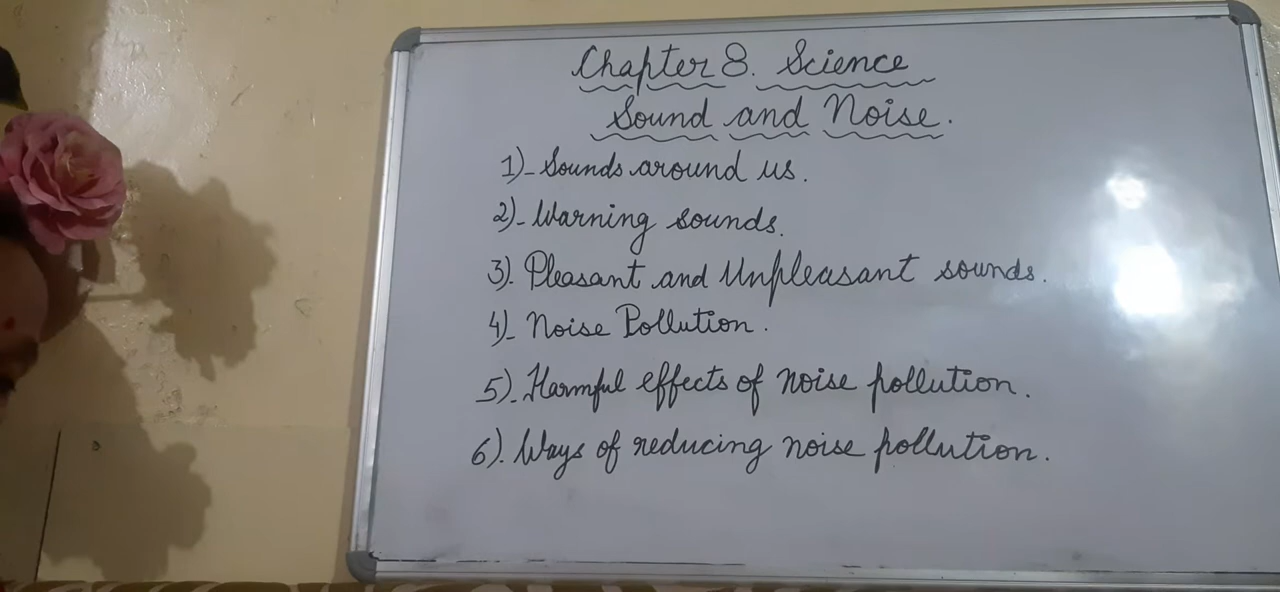 Chapter 8. Science
Sound and Noise.
1)- Sounds around us.
2)- Warning sounds.
3). Pleasant and Unpleasant sounds.
4)- Noise Pollution.
5)- Harmful effects of noise pollution.
6). Ways of reducing noise pollution.